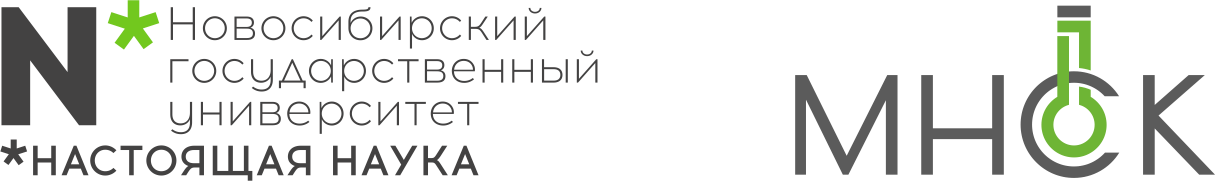 N*
Новосибирский
государственный
университет
*НАСТОЯЩАЯ НАУКА
МНСК